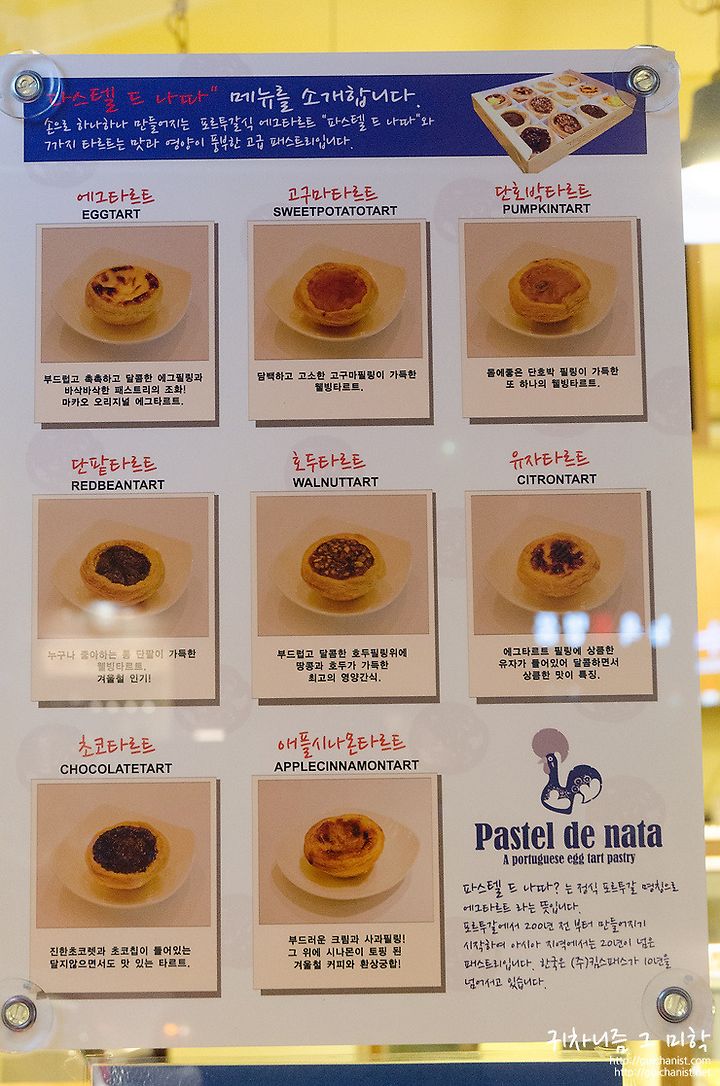 파스텔 드 나따" 메뉴를 소개합니다.
손으로 하나하나 만들어지는 포르투갈식 에그타르트 "파스텔 드 나따"와
7가지 타르트는 맛과 영양이 풍부한 고급 패스트리입니다.
에그타르트
EGGTART
부드럽고 촉촉하고 달콤한 에그필링과
바삭바삭한 패스트리의 조화!
마카오 오리지널 에그타르트.
고구마타르트
SWEETPOTATOTART
담백하고 고소한 고구마필링이 가득한
웰빙타르트.
단호박타르트
PUMPKINTART
몸에좋은 단호박 필링이 가득한
또 하나의 웰빙타르트.
단팥타르트
REDBEANTART
누구나 좋아하는 통 단팥이 가득한
웰빙타르트.
겨울철 인기!
호두타르트
WALNUTTART
부드럽고 달콤한 호두필링위에
땅콩과 호두가 가득한
최고의 영양간식.
유자타르트
CITRONTART
에그타르트 필링에 상큼한
유자가 들어있어 달콤하면서
상큼한 맛이 특징.
초코타르트
CHOCOLATETART
진한초코렛과 초코칩이 들어있는
달지않으면서도 맛 있는 타르트.
애플시나몬타르트
APPLECINNAMONTART
부드러운 크림과 사과필링!
그 위에 시나몬이 토핑 된
겨울철 커피와 환상궁합!
Pastel de nata
A portuguese egg tart pastry
파스텔 드 나따? 는 정식 포르투갈 명칭으로
에그타르트 라는 뜻입니다.
포르투갈에서 200년 전 부터 만들어지기
시작하여 아시아 지역에서는 20년이 넘은
패스트리입니다. 한국은 (주)킴스패스가 10년을
넘어서고 있습니다.
귀차니즘 그 미학
http://guichanist.com
http://guichanist.net